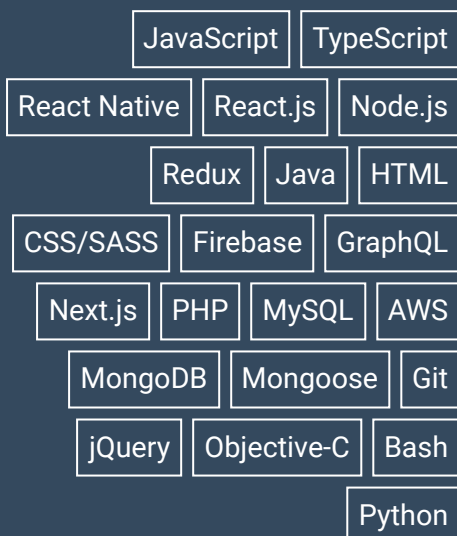 JavaScript TypeScript
React Native React.js Node.js
Redux Java HTML
CSS/SASS Firebase GraphQL
Next.js PHP MySQL AWS
MongoDB Mongoose Git
jQuery Objective-C Bash
Python